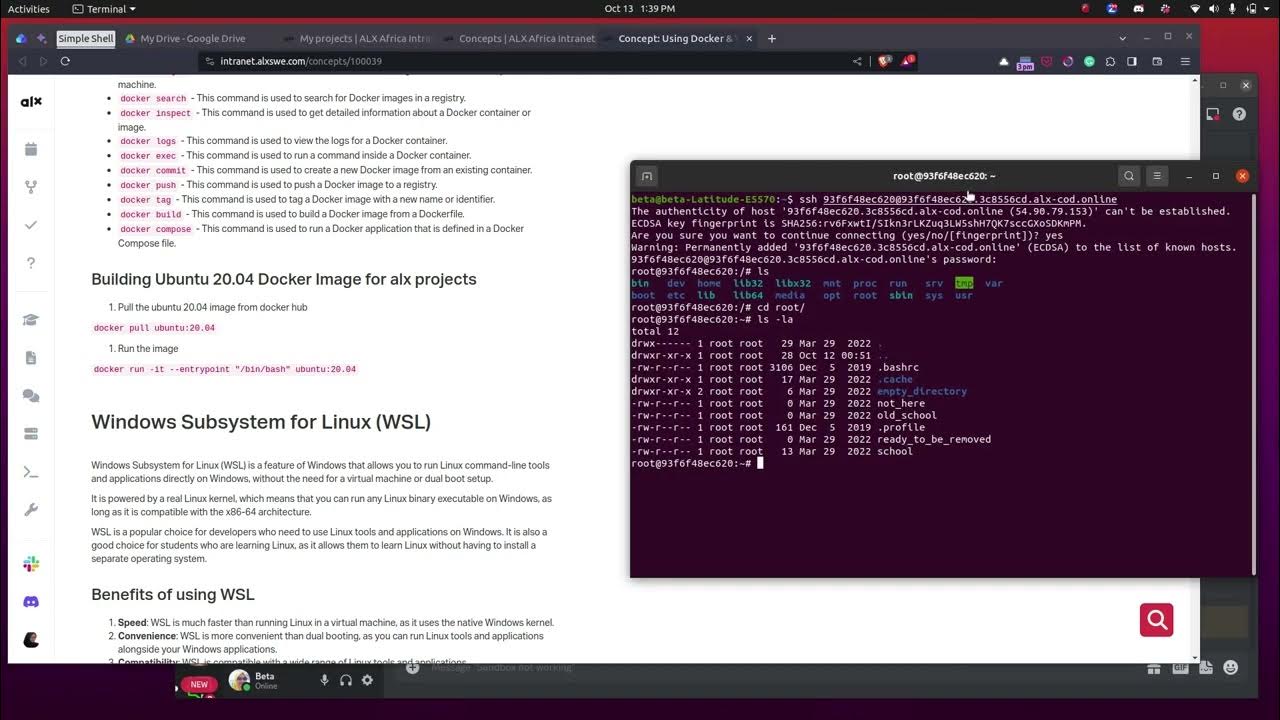 Activities
Terminal
Oct 13 1:39 PM
Simple Shell
My Drive - Google Drive
My projects | ALX Africa Intra
Concepts | ALX Africa Intranet
Concept: Using Docker &
intranet.alxswe.com/concepts/100039
3pm
alx
machine.
docker search - This command is used to search for Docker images in a registry.
docker inspect - This command is used to get detailed information about a Docker container or
image.
docker logs - This command is used to view the logs for a Docker container.
docker exec - This command is used to run a command inside a Docker container.
docker commit - This command is used to create a new Docker image from an existing container.
docker push - This command is used to push a Docker image to a registry.
docker tag - This command is used to tag a Docker image with a new name or identifier.
docker build - This command is used to build a Docker image from a Dockerfile.
docker compose - This command is used to run a Docker application that is defined in a Docker
Compose file.
Building Ubuntu 20.04 Docker Image for alx projects
1. Pull the ubuntu 20.04 image from docker hub
docker pull ubuntu:20.04
1. Run the image
docker run -it --entrypoint "/bin/bash" ubuntu:20.04
Windows Subsystem for Linux (WSL)
Windows Subsystem for Linux (WSL) is a feature of Windows that allows you to run Linux command-line tools
and applications directly on Windows, without the need for a virtual machine or dual boot setup.
It is powered by a real Linux kernel, which means that you can run any Linux binary executable on Windows, as
long as it is compatible with the x86-64 architecture.
WSL is a popular choice for developers who need to use Linux tools and applications on Windows. It is also a
good choice for students who are learning Linux, as it allows them to learn Linux without having to install a
separate operating system.
Benefits of using WSL
1. Speed: WSL is much faster than running Linux in a virtual machine, as it uses the native Windows kernel.
2. Convenience: WSL is more convenient than dual booting, as you can run Linux tools and applications
alongside your Windows applications.
3. Compatibility: WSL is compatible with a wide range of Linux tools and applications.
root@93f6f48ec620: ~
beta@beta-Latitude-E5570:~$ ssh 93f6f48ec620@93f6f48ec620.3c8556cd.alx-cod.online
The authenticity of host '93f6f48ec620.3c8556cd.alx-cod.online (54.90.79.153)' can't be established.
ECDSA key fingerprint is SHA256:rv6FxwtI/SIkn3rLKZuq3LW5shH7QK7sccGXoSDKmPM.
Are you sure you want to continue connecting (yes/no/[fingerprint])? yes
Warning: Permanently added '93f6f48ec620.3c8556cd.alx-cod.online' (ECDSA) to the list of known hosts.
93f6f48ec620@93f6f48ec620.3c8556cd.alx-cod.online's password:
root@93f6f48ec620:/# ls
bin dev home lib32 libx32 mnt proc run srv tmp var
boot etc lib lib64 media opt root sbin sys usr
root@93f6f48ec620:/# cd root/
root@93f6f48ec620:~# ls -la
total 12
drwx------ 1 root root 29 Mar 29 2022 .
drwxr-xr-x 1 root root 28 Oct 12 00:51 ..
-rw-r--r-- 1 root root 3106 Dec 5 2019 .bashrc
drwxr-xr-x 1 root root 17 Mar 29 2022 .cache
drwxr-xr-x 2 root root 6 Mar 29 2022 empty_directory
-rw-r--r-- 1 root root 0 Mar 29 2022 not_here
-rw-r--r-- 1 root root 0 Mar 29 2022 old_school
-rw-r--r-- 1 root root 161 Dec 5 2019 .profile
-rw-r--r-- 1 root root 0 Mar 29 2022 ready_to_be_removed
-rw-r--r-- 1 root root 13 Mar 29 2022 school
root@93f6f48ec620:~#
NEW
Beta
Online
Message 'Sandbox not working'
GIF